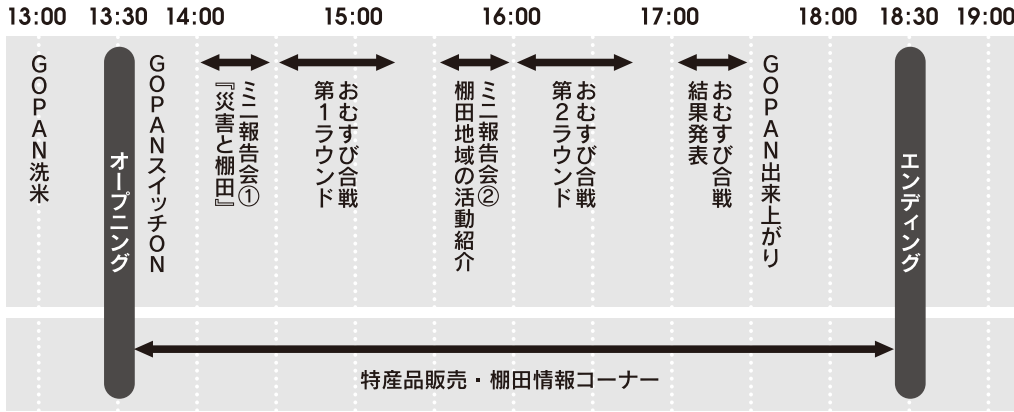 13:00 13:30 14:00 15:00 16:00 17:00 18:00 18:30 19:00
GOPAN洗米
オープニング
GOPANスイッチON
ミニ報告会①
『災害と棚田』
おむすび合戦
第1ラウンド
ミニ報告会②
棚田地域の活動紹介
おむすび合戦
第2ラウンド
おむすび合戦
結果発表
GOPAN出来上がり
エンディング
特産品販売・棚田情報コーナー